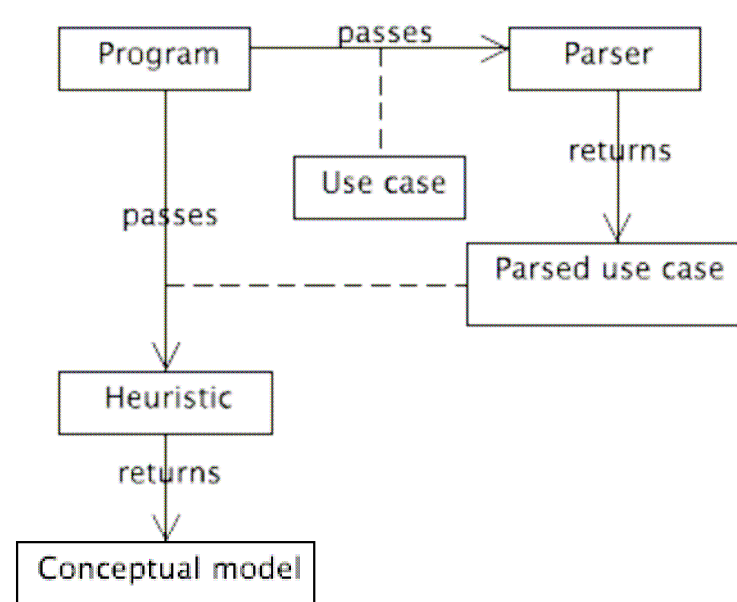 passes
Program
Parser
returns
Use case
passes
Parsed use case
Heuristic
returns
Conceptual model